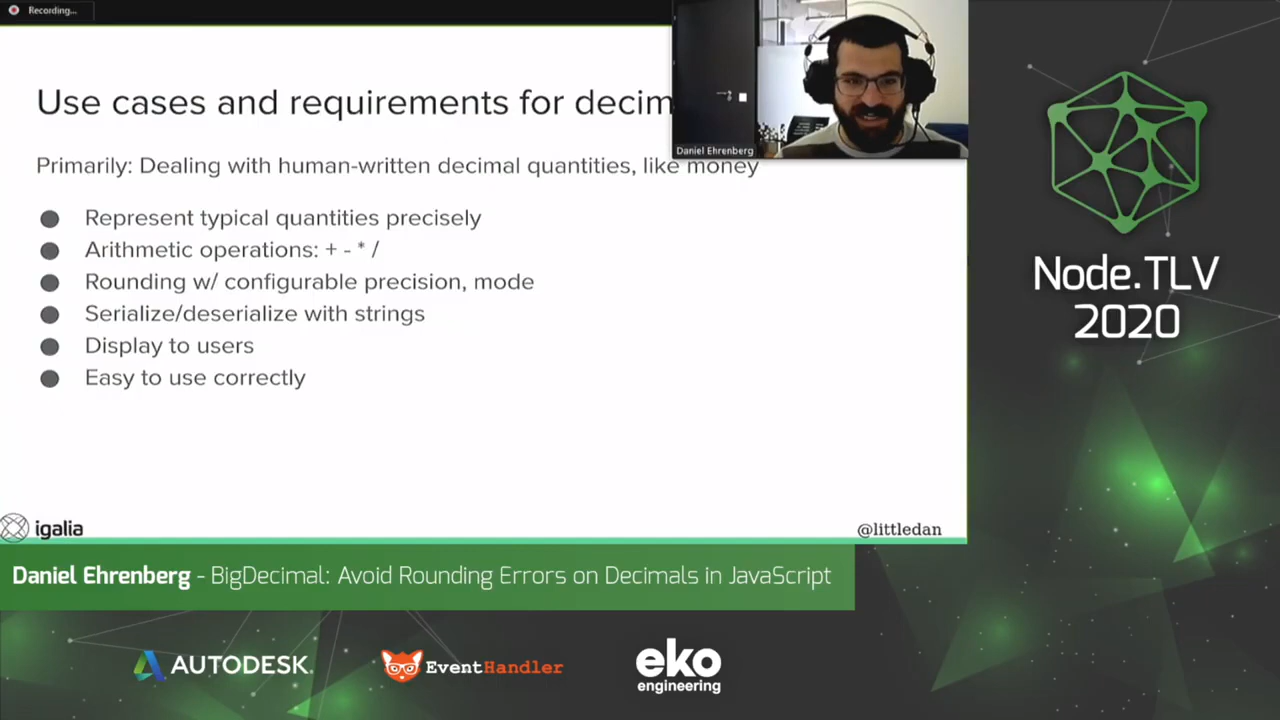 Recording...
Use cases and requirements for decim
Daniel Ehrenberg
Primarily: Dealing with human-written decimal quantities, like money
Represent typical quantities precisely
Arithmetic operations: + - * /
Rounding w/ configurable precision, mode
Serialize/deserialize with strings
Display to users
Easy to use correctly
igalia
@littledan
Node.TLV
2020
Daniel Ehrenberg - BigDecimal: Avoid Rounding Errors on Decimals in JavaScript
AUTODESK.
EventHandler
eko
engineering